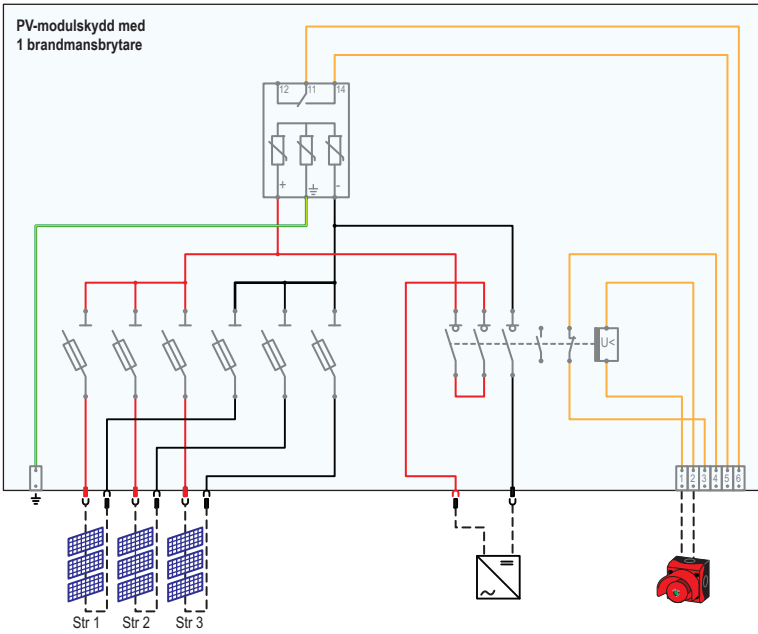 PV-modulskydd med
1 brandmansbrytare
12 11 14
+ -
U<
1 2 3 4 5 6
Str 1 Str 2 Str 3